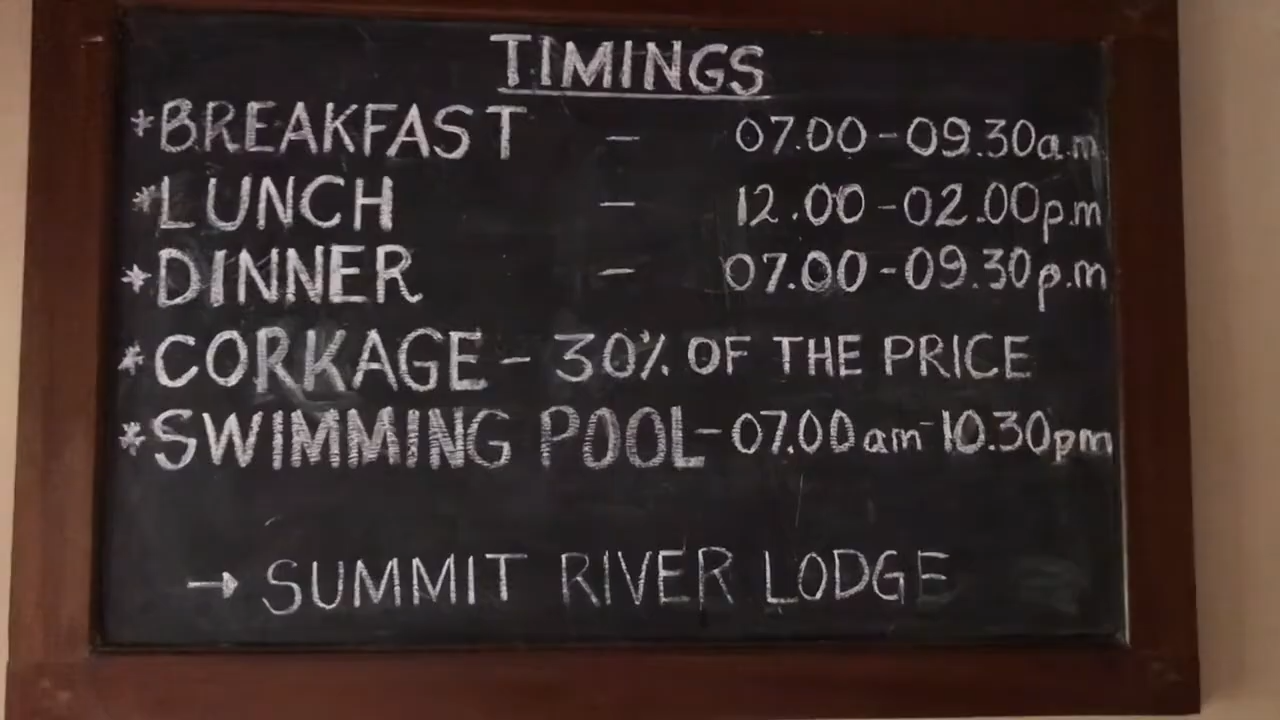 TIMINGS
*BREAKFAST - 07.00-09.30a.m
*LUNCH - 12.00-02.00p.m
*DINNER - 07.00-09.30p.m
*CORKAGE - 30% OF THE PRICE
*SWIMMING POOL-07.00am-10.30pm
→ SUMMIT RIVER LODGE